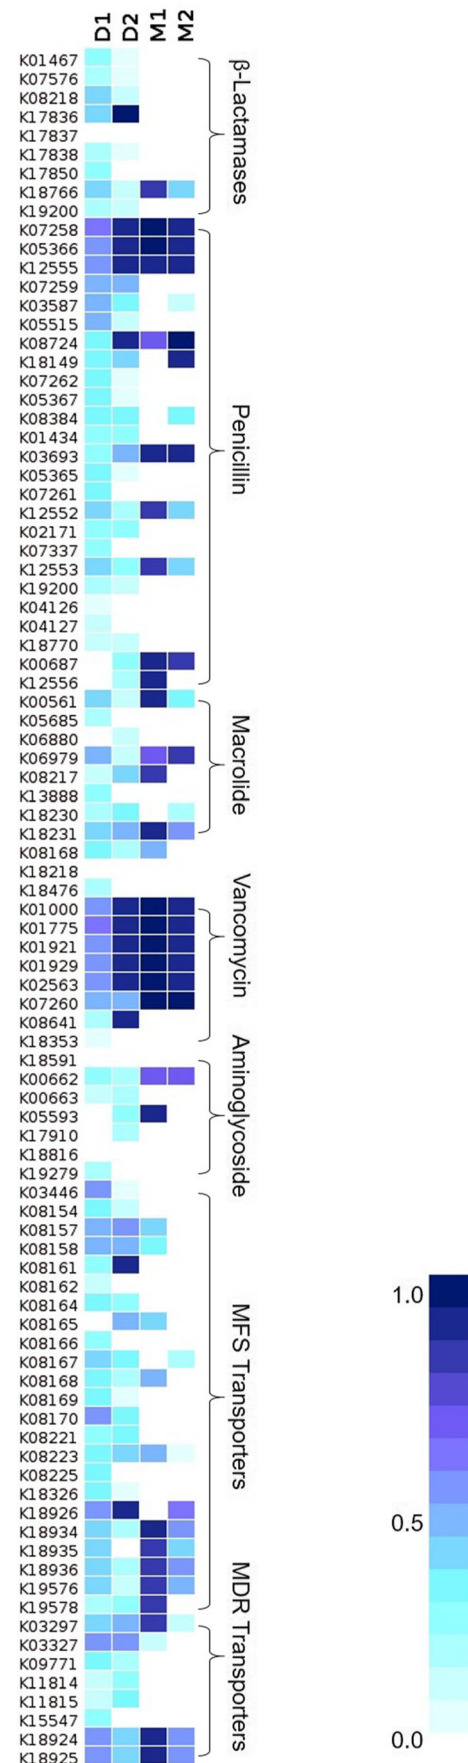 D1 D2 M1 M2
K01467
K07576
K08218
K17836
K17837
K17838
K17850
K18766
K19200
β-Lactamases
K07258
K05366
K12555
K07259
K03587
K05515
K08724
K18149
K07262
K05367
K08384
K01434
K03693
K05365
K07261
K12552
K02171
K07337
K12553
K19200
K04126
K04127
K18770
K00687
K12556
Penicillin
K00561
K05685
K06880
K06979
K08217
K13888
K18230
K18231
Macrolide
K08168
K18218
K18476
K01000
K01775
K01921
K01929
K02563
K07260
K08641
K18353
Vancomycin
K18591
K00662
K00663
K05593
K17910
K18816
K19279
Aminoglycoside
K03446
K08154
K08157
K08158
K08161
K08162
K08164
K08165
K08166
K08167
K08168
K08169
K08170
K08221
K08223
K08225
K18326
K18926
K18934
K18935
K18936
K19576
K19578
MFS Transporters
K03297
K03327
K09771
K11814
K11815
K15547
K18924
K18925
MDR Transporters
1.0
0.5
0.0